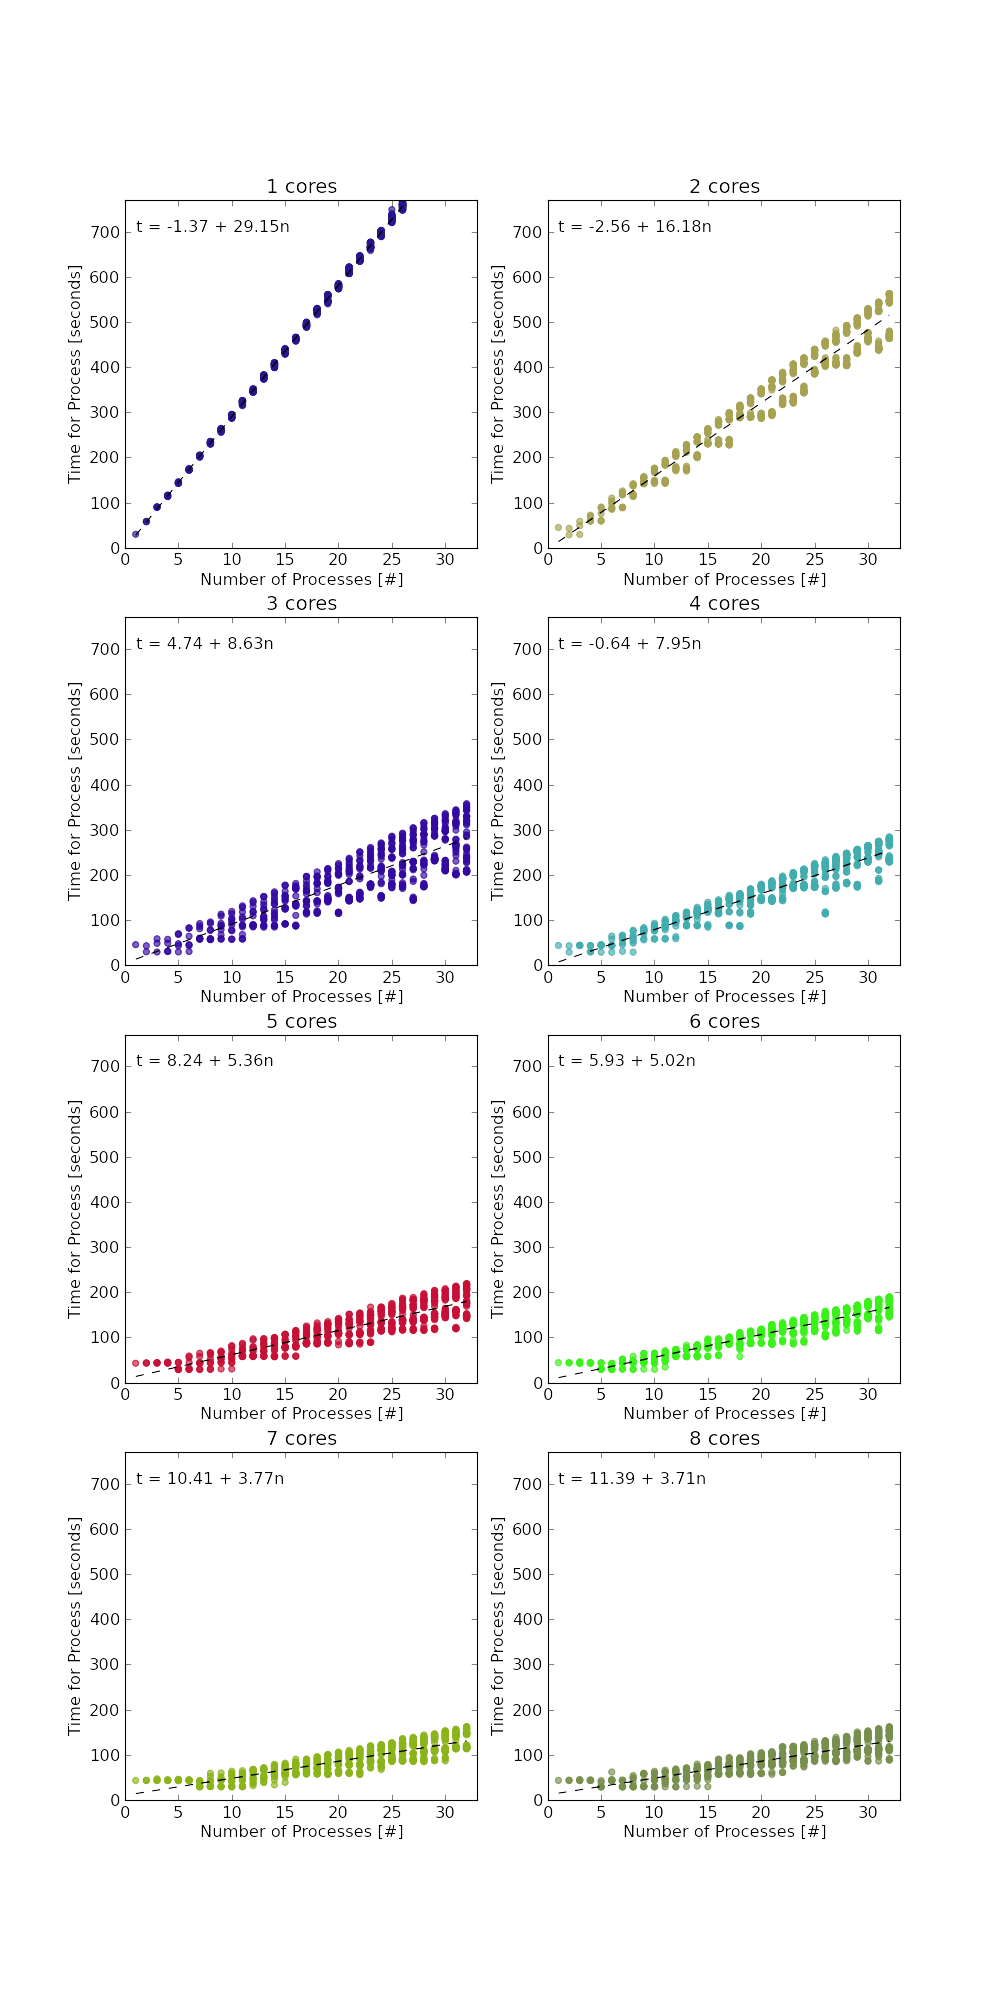 1 cores
t = -1.37 + 29.15n
Time for Process [seconds]
700
600
500
400
300
200
100
0
0 5 10 15 20 25 30
Number of Processes [#]
2 cores
t = -2.56 + 16.18n
Time for Process [seconds]
700
600
500
400
300
200
100
0
0 5 10 15 20 25 30
Number of Processes [#]
3 cores
t = 4.74 + 8.63n
Time for Process [seconds]
700
600
500
400
300
200
100
0
0 5 10 15 20 25 30
Number of Processes [#]
4 cores
t = -0.64 + 7.95n
Time for Process [seconds]
700
600
500
400
300
200
100
0
0 5 10 15 20 25 30
Number of Processes [#]
5 cores
t = 8.24 + 5.36n
Time for Process [seconds]
700
600
500
400
300
200
100
0
0 5 10 15 20 25 30
Number of Processes [#]
6 cores
t = 5.93 + 5.02n
Time for Process [seconds]
700
600
500
400
300
200
100
0
0 5 10 15 20 25 30
Number of Processes [#]
7 cores
t = 10.41 + 3.77n
Time for Process [seconds]
700
600
500
400
300
200
100
0
0 5 10 15 20 25 30
Number of Processes [#]
8 cores
t = 11.39 + 3.71n
Time for Process [seconds]
700
600
500
400
300
200
100
0
0 5 10 15 20 25 30
Number of Processes [#]